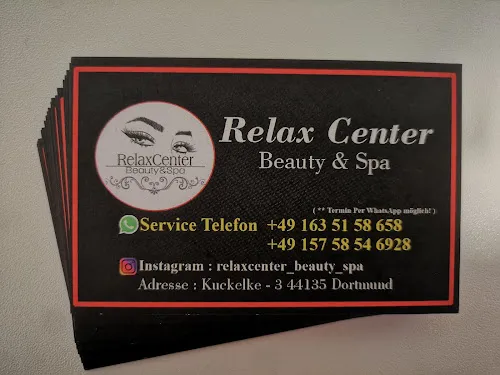 RelaxCenter
Beauty&Spa
Relax Center
Beauty & Spa
( ** Termin Per WhatsApp möglich! )
Service Telefon +49 163 51 58 658
+49 157 58 54 6928
Instagram : relaxcenter_beauty_spa
Adresse : Kuckelke - 3 44135 Dortmund